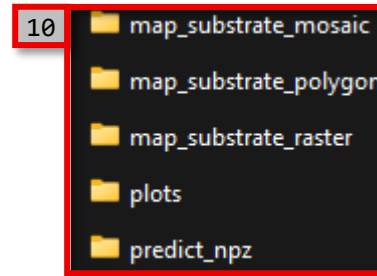 10
map_substrate_mosaic
map_substrate_polygon
map_substrate_raster
plots
predict_npz